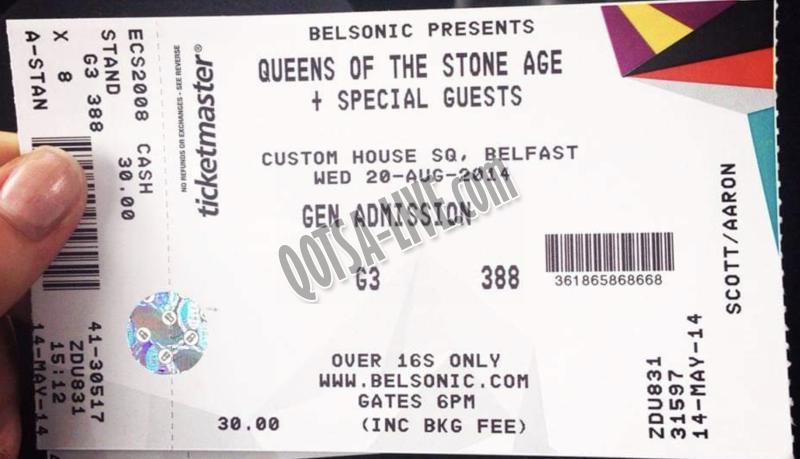 ECS2008 CASH
STAND 30.00
G3 388
X 8
A-STAN
41-30517
ZDU831
15:12
14-MAY-14
NO REFUNDS OR EXCHANGES - SEE REVERSE
ticketmaster®
BELSONIC PRESENTS
QUEENS OF THE STONE AGE
+ SPECIAL GUESTS
CUSTOM HOUSE SQ, BELFAST
WED 20-AUG-2014
GEN ADMISSION
QOTSA-LIVE.com
G3 388
361865868668
OVER 16S ONLY
WWW.BELSONIC.COM
GATES 6PM
30.00 (INC BKG FEE)
SCOTT/AARON
ZDU831
31597
14-MAY-14